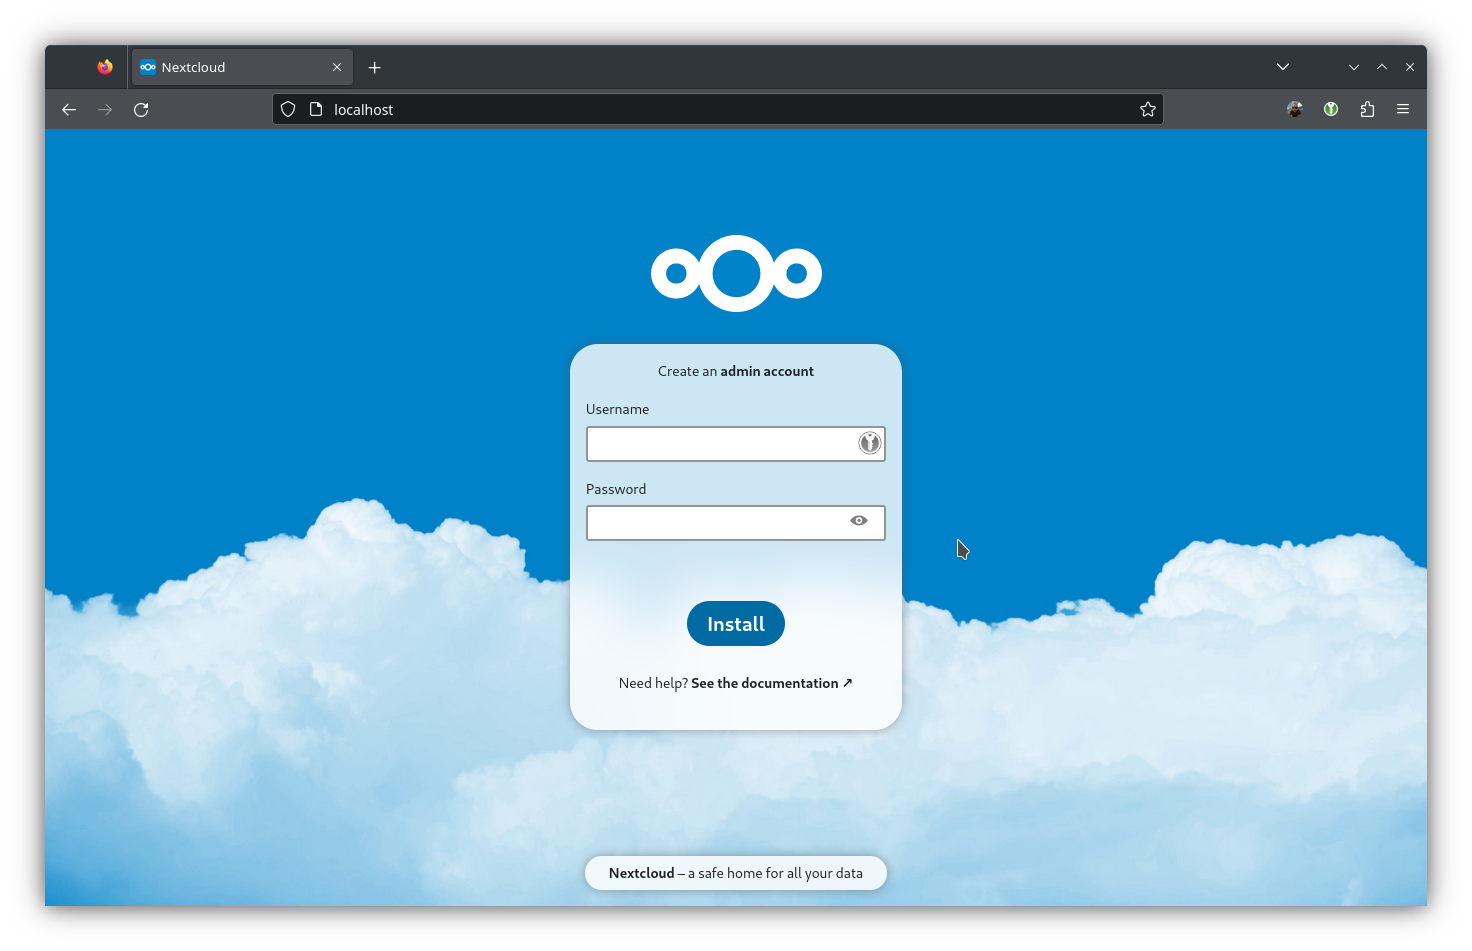 Nextcloud
localhost
Create an admin account
Username
Password
Install
Need help? See the documentation ↗
Nextcloud – a safe home for all your data